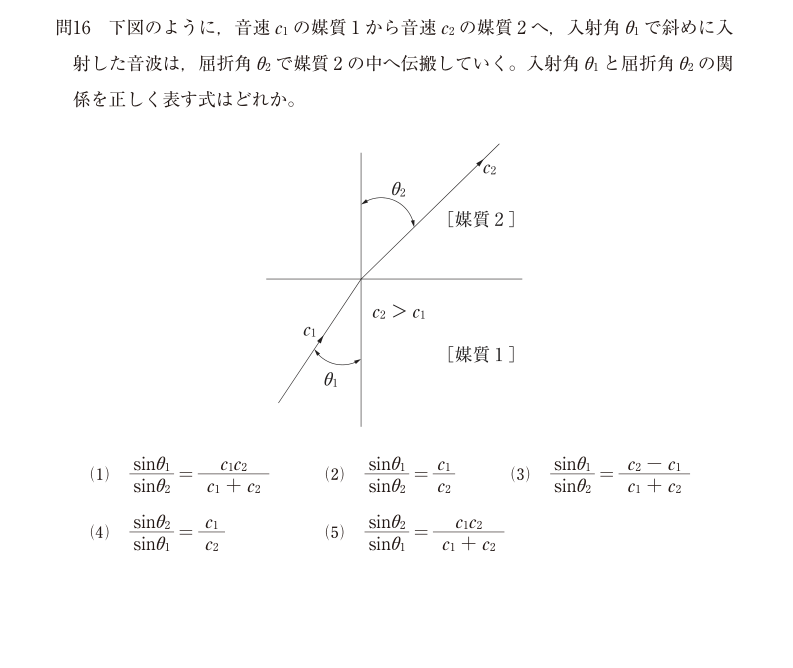 問16　下図のように，音速 c₁ の媒質 1 から音速 c₂ の媒質 2 へ，入射角 θ₁ で斜めに入
射した音波は，屈折角 θ₂ で媒質 2 の中へ伝搬していく。入射角 θ₁ と屈折角 θ₂ の関
係を正しく表す式はどれか。
c₂
θ₂
［媒質 2 ］
c₂ > c₁
c₁
［媒質 1 ］
θ₁
(1)　sinθ₁/sinθ₂ = c₁c₂/(c₁ + c₂)　(2)　sinθ₁/sinθ₂ = c₁/c₂　(3)　sinθ₁/sinθ₂ = (c₂ − c₁)/(c₁ + c₂)
(4)　sinθ₂/sinθ₁ = c₁/c₂　(5)　sinθ₂/sinθ₁ = c₁c₂/(c₁ + c₂)